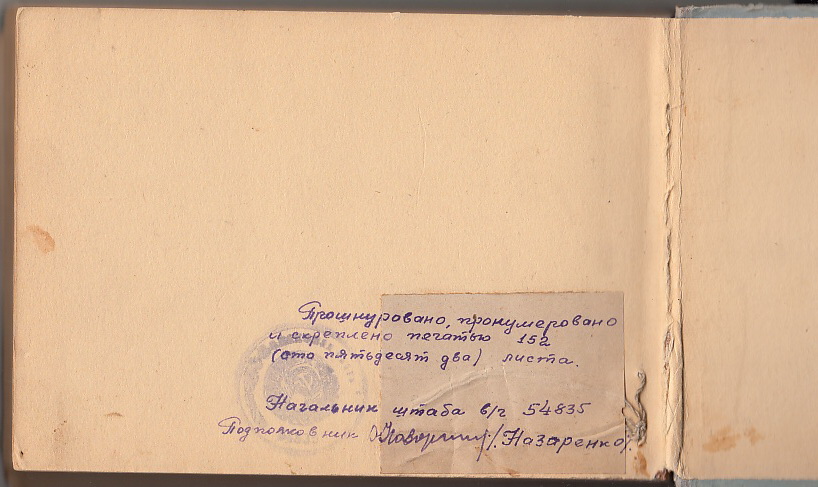 Прошнуровано, пронумеровано
и скреплено печатью 152
(сто пятьдесят два) листа.
Начальник штаба в/ч 54835
Подполковник /Назаренко/